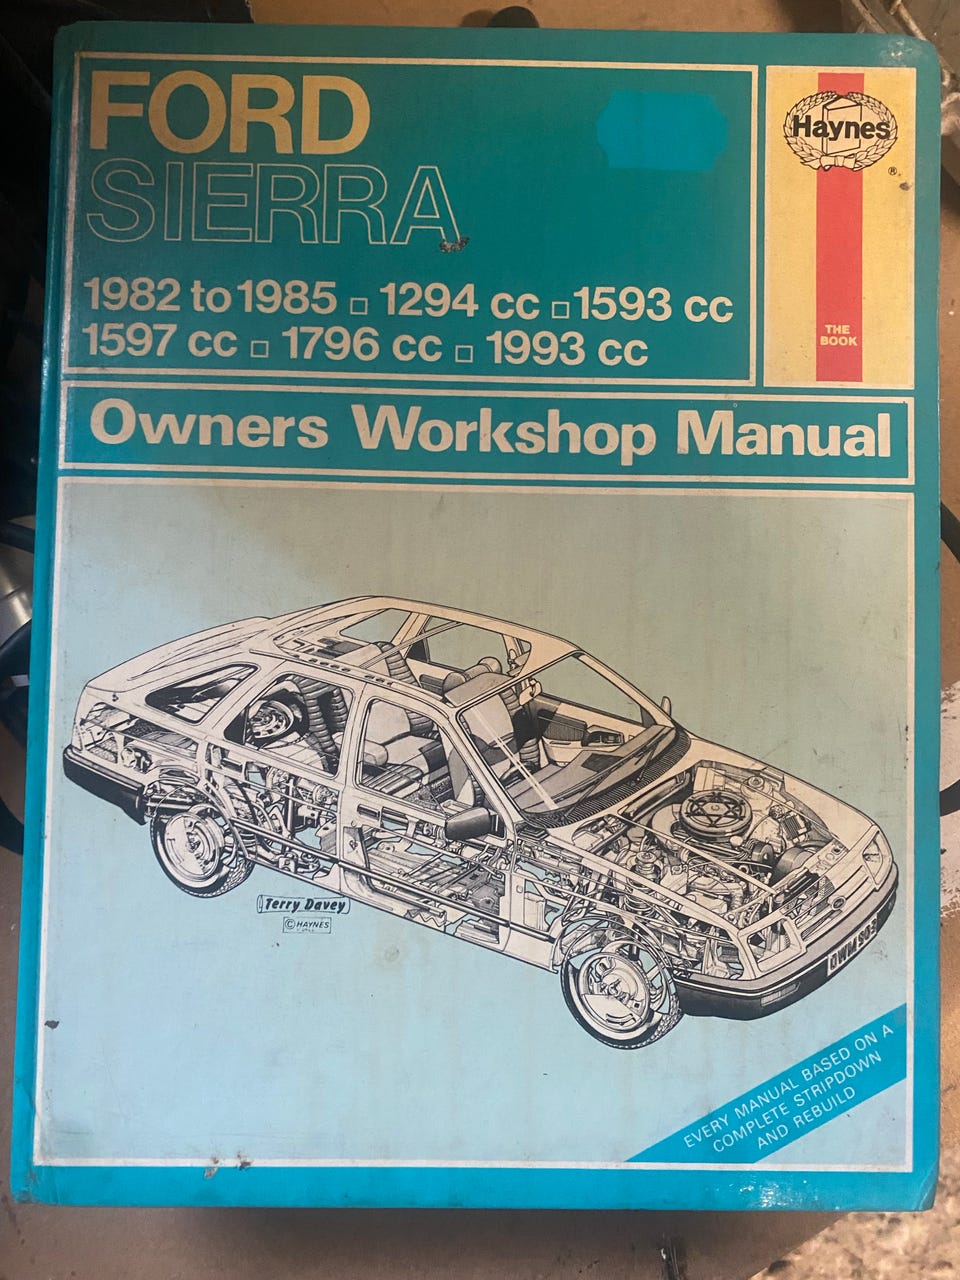 FORD
SIERRA
Haynes
®
1982 to 1985 □ 1294 cc □ 1593 cc
1597 cc □ 1796 cc □ 1993 cc
THE
BOOK
Owners Workshop Manual
Terry Davey
© HAYNES
EVERY MANUAL BASED ON A
COMPLETE STRIPDOWN
AND REBUILD